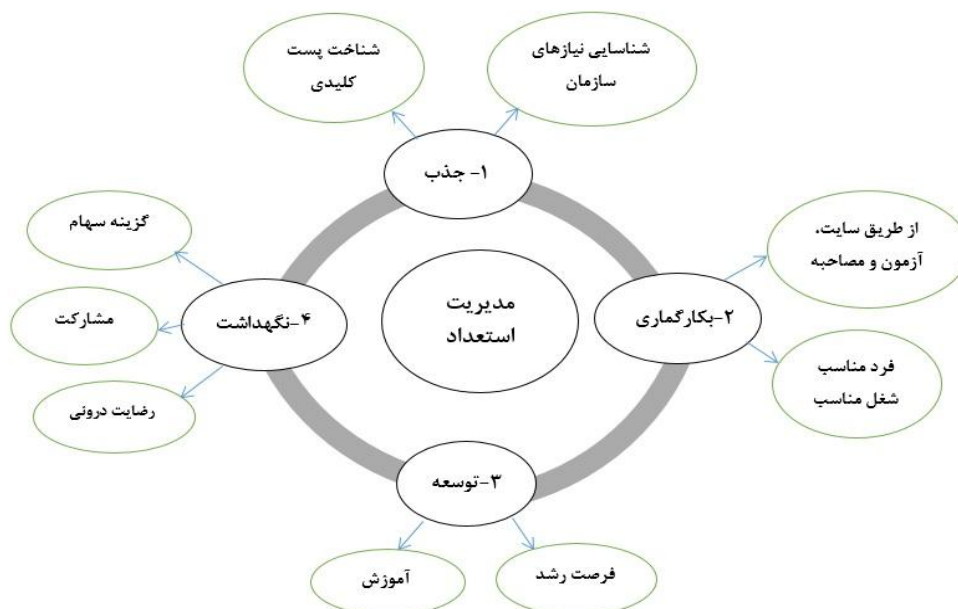 شناسایی نیازهای
سازمان
شناخت پست
کلیدی
۱- جذب
از طریق سایت،
آزمون و مصاحبه
۲-بکارگماری
فرد مناسب
شغل مناسب
مدیریت
استعداد
گزینه سهام
۴-نگهداشت
مشارکت
رضایت درونی
۳-توسعه
فرصت رشد
آموزش